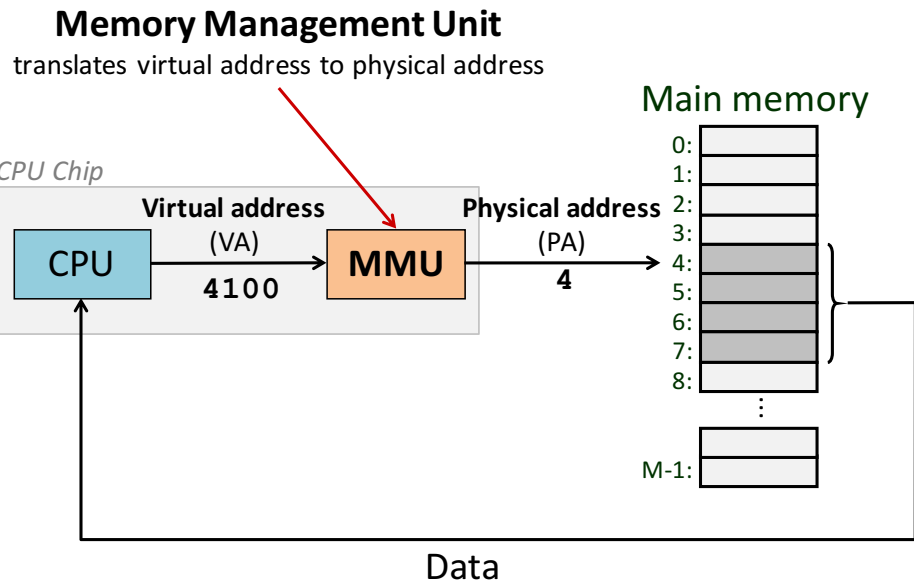 Memory Management Unit
translates virtual address to physical address
Main memory
CPU Chip
Virtual address
(VA)
4100
Physical address
(PA)
4
CPU
MMU
0:
1:
2:
3:
4:
5:
6:
7:
8:
...
M-1:
Data